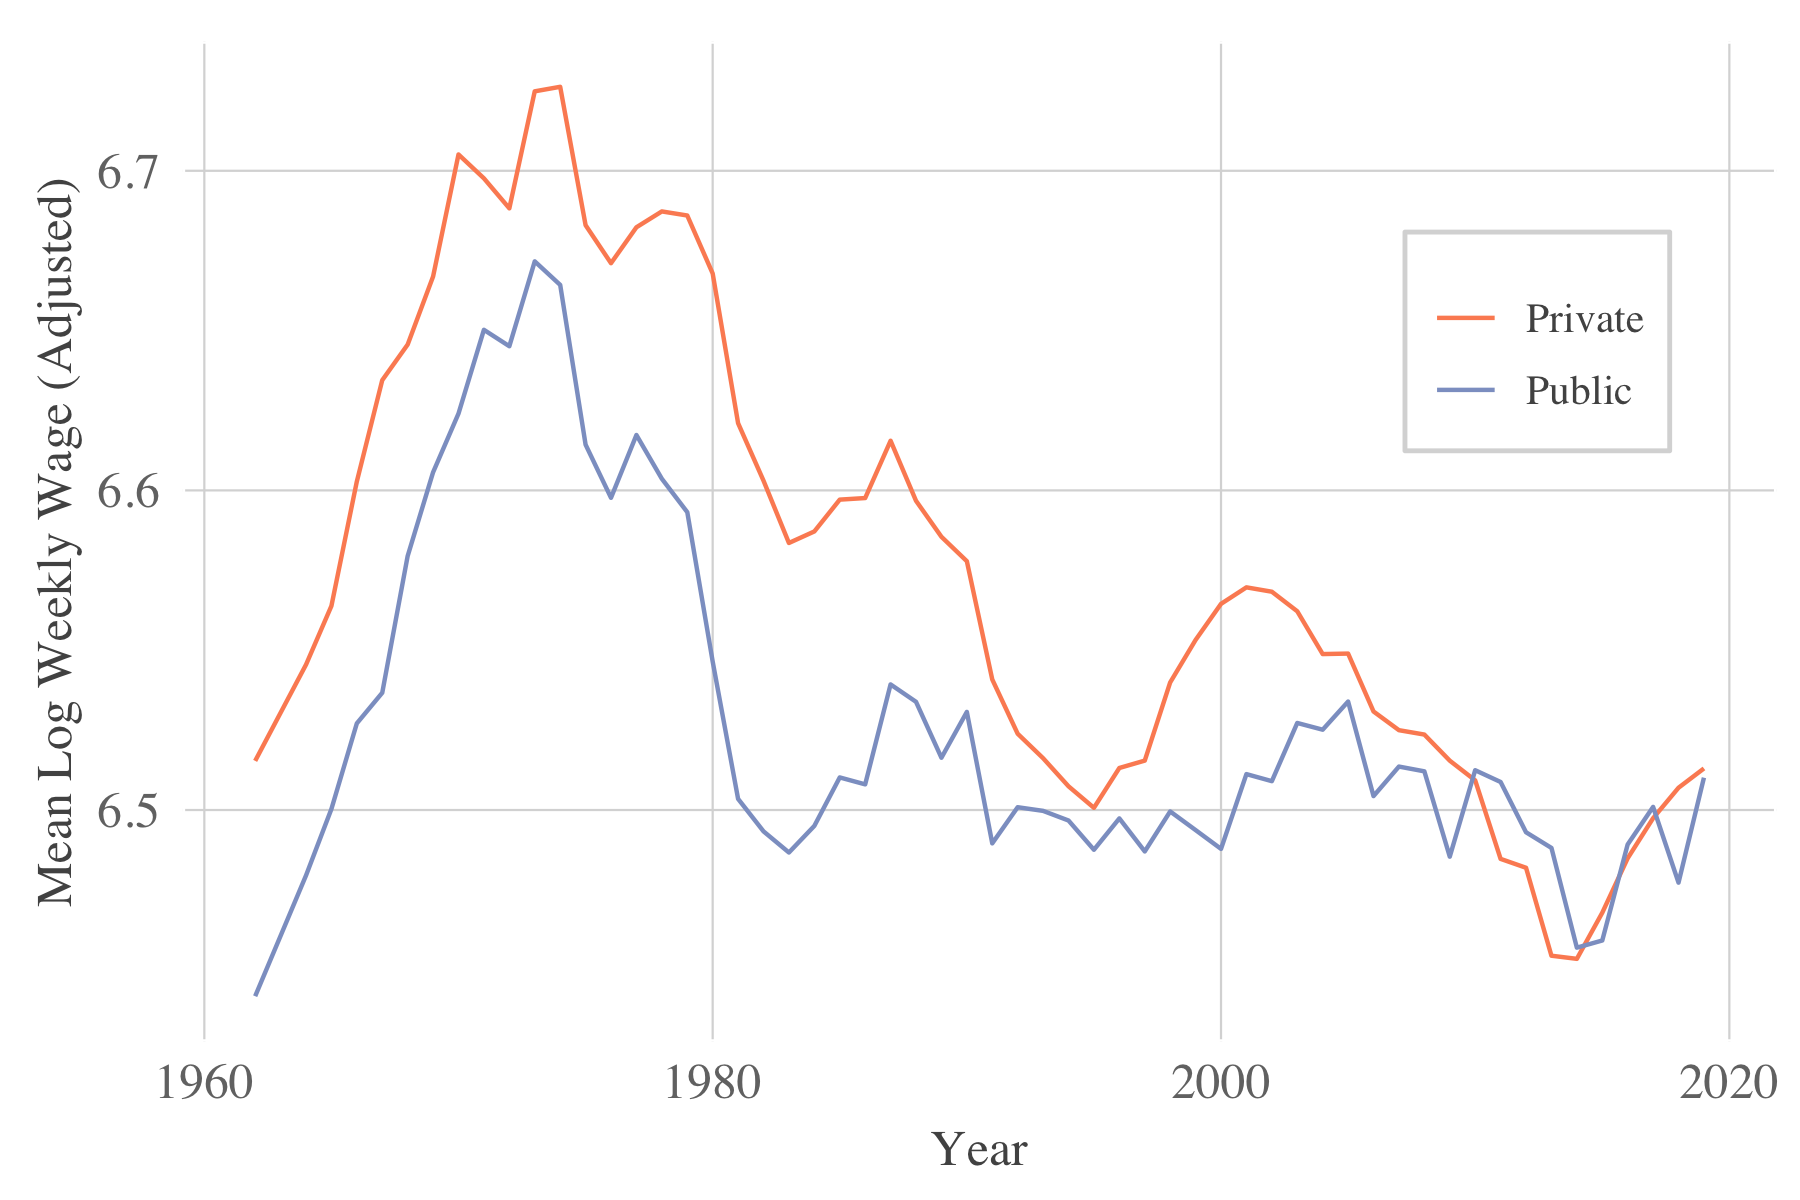 Mean Log Weekly Wage (Adjusted)
6.7
6.6
6.5
Private
Public
1960 1980 2000 2020
Year